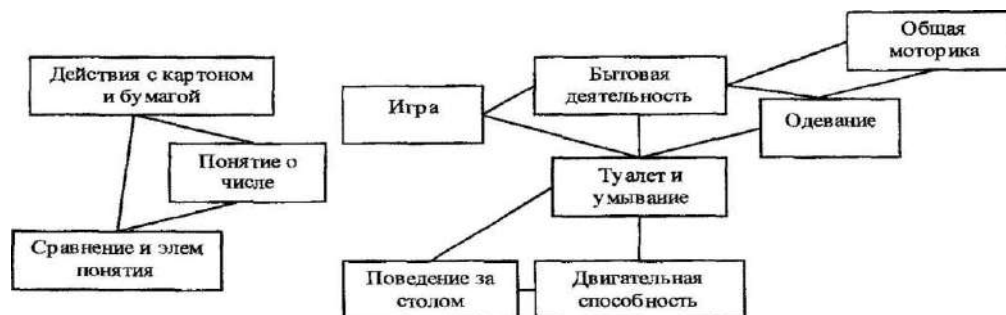 Общая
моторика
Действия с картоном
и бумагой
Бытовая
деятельность
Игра
Одевание
Понятие о
числе
Туалет и
умывание
Сравнение и элем
понятия
Поведение за
столом
Двигательная
способность